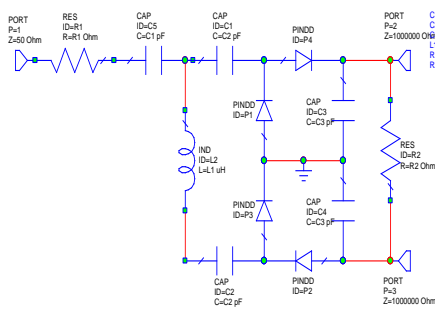 PORT
P=1
Z=50 Ohm
RES
ID=R1
R=R1 Ohm
CAP
ID=C5
C=C1 pF
CAP
ID=C1
C=C2 pF
PINDD
ID=P4
PORT
P=2
Z=1000000 Ohm
PINDD
ID=P1
CAP
ID=C3
C=C3 pF
IND
ID=L2
L=L1 uH
RES
ID=R2
R=R2 Ohm
PINDD
ID=P3
CAP
ID=C4
C=C3 pF
CAP
ID=C2
C=C2 pF
PINDD
ID=P2
PORT
P=3
Z=1000000 Ohm